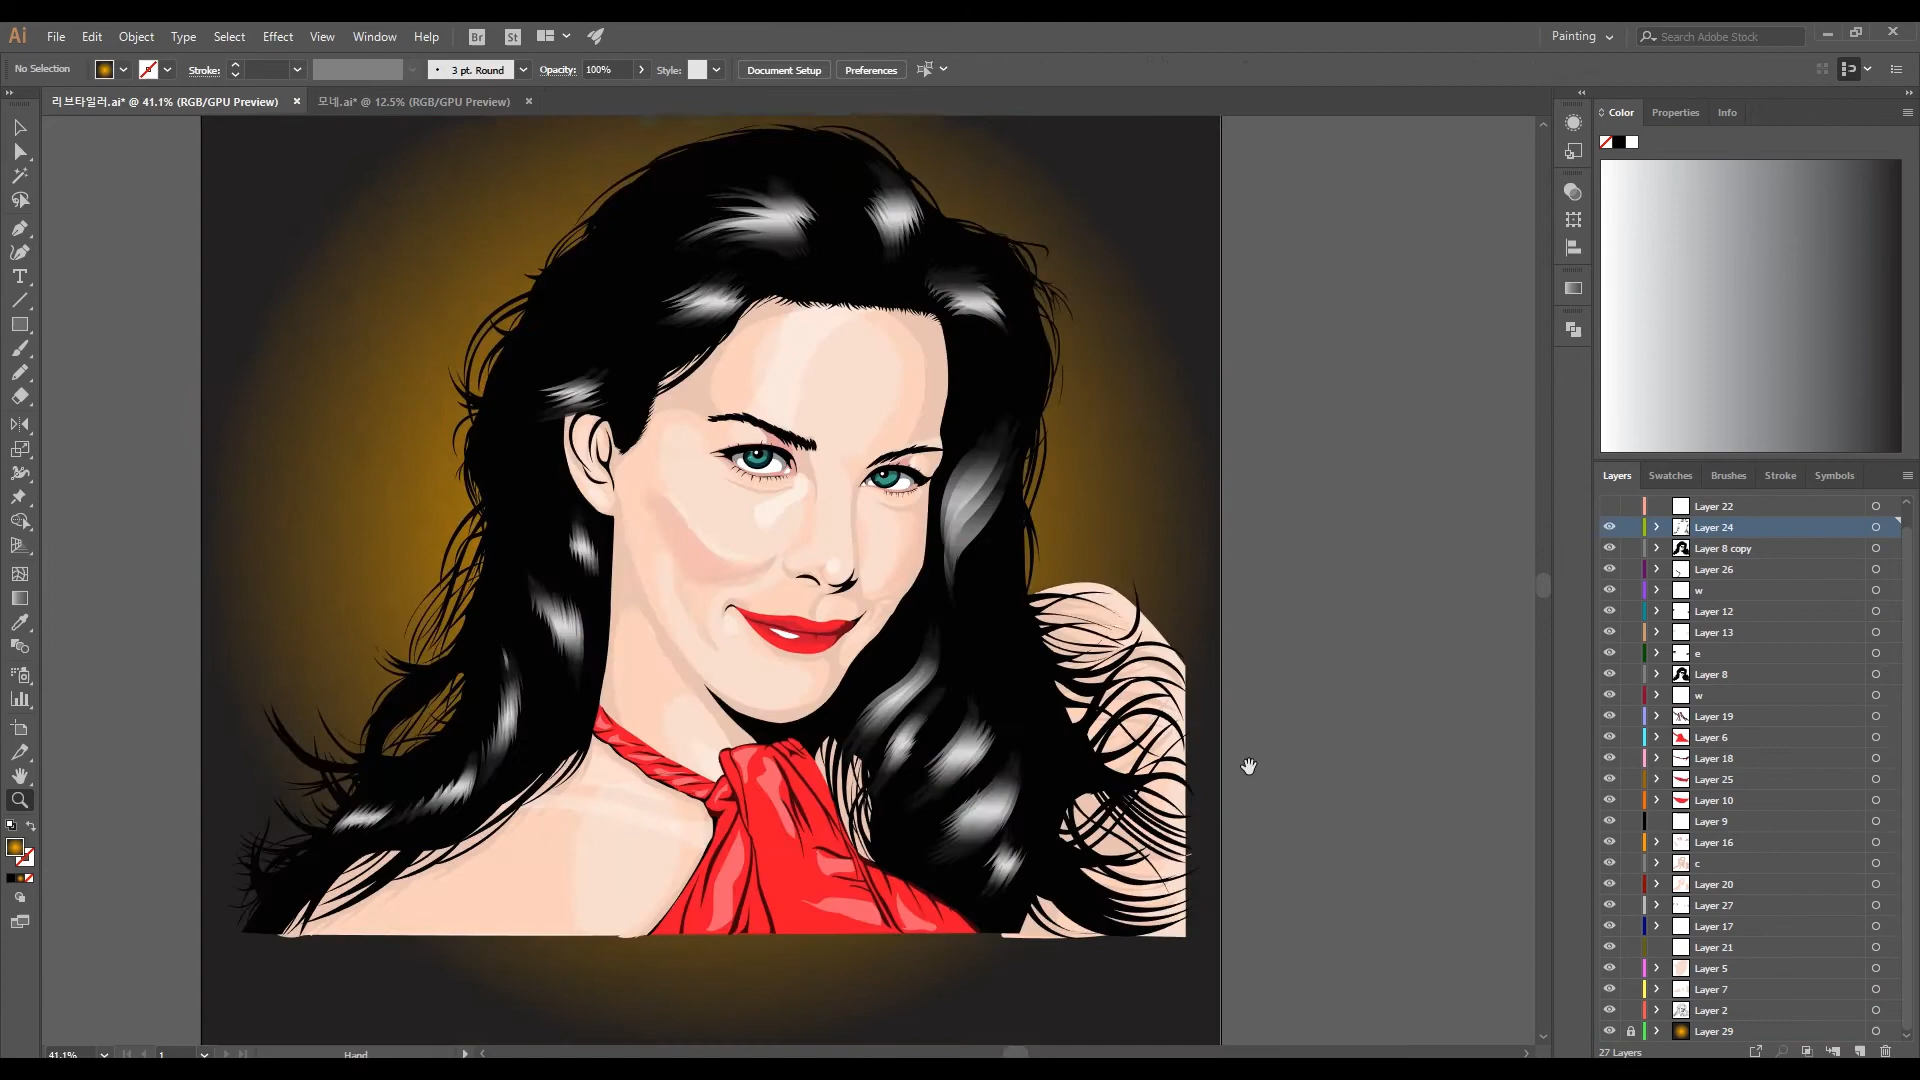 Ai File Edit Object Type Select Effect View Window Help Br St Painting Search Adobe Stock
No Selection Stroke: 3 pt. Round Opacity: 100% Style: Document Setup Preferences
리브타일러.ai* @ 41.1% (RGB/GPU Preview) 모네.ai* @ 12.5% (RGB/GPU Preview)
Color Properties Info
Layers Swatches Brushes Stroke Symbols
Layer 22
Layer 24
Layer 8 copy
Layer 26
w
Layer 12
Layer 13
e
Layer 8
w
Layer 19
Layer 6
Layer 18
Layer 25
Layer 10
Layer 9
Layer 16
c
Layer 20
Layer 27
Layer 17
Layer 21
Layer 5
Layer 7
Layer 2
Layer 29
41.1% 1 Hand
27 Layers